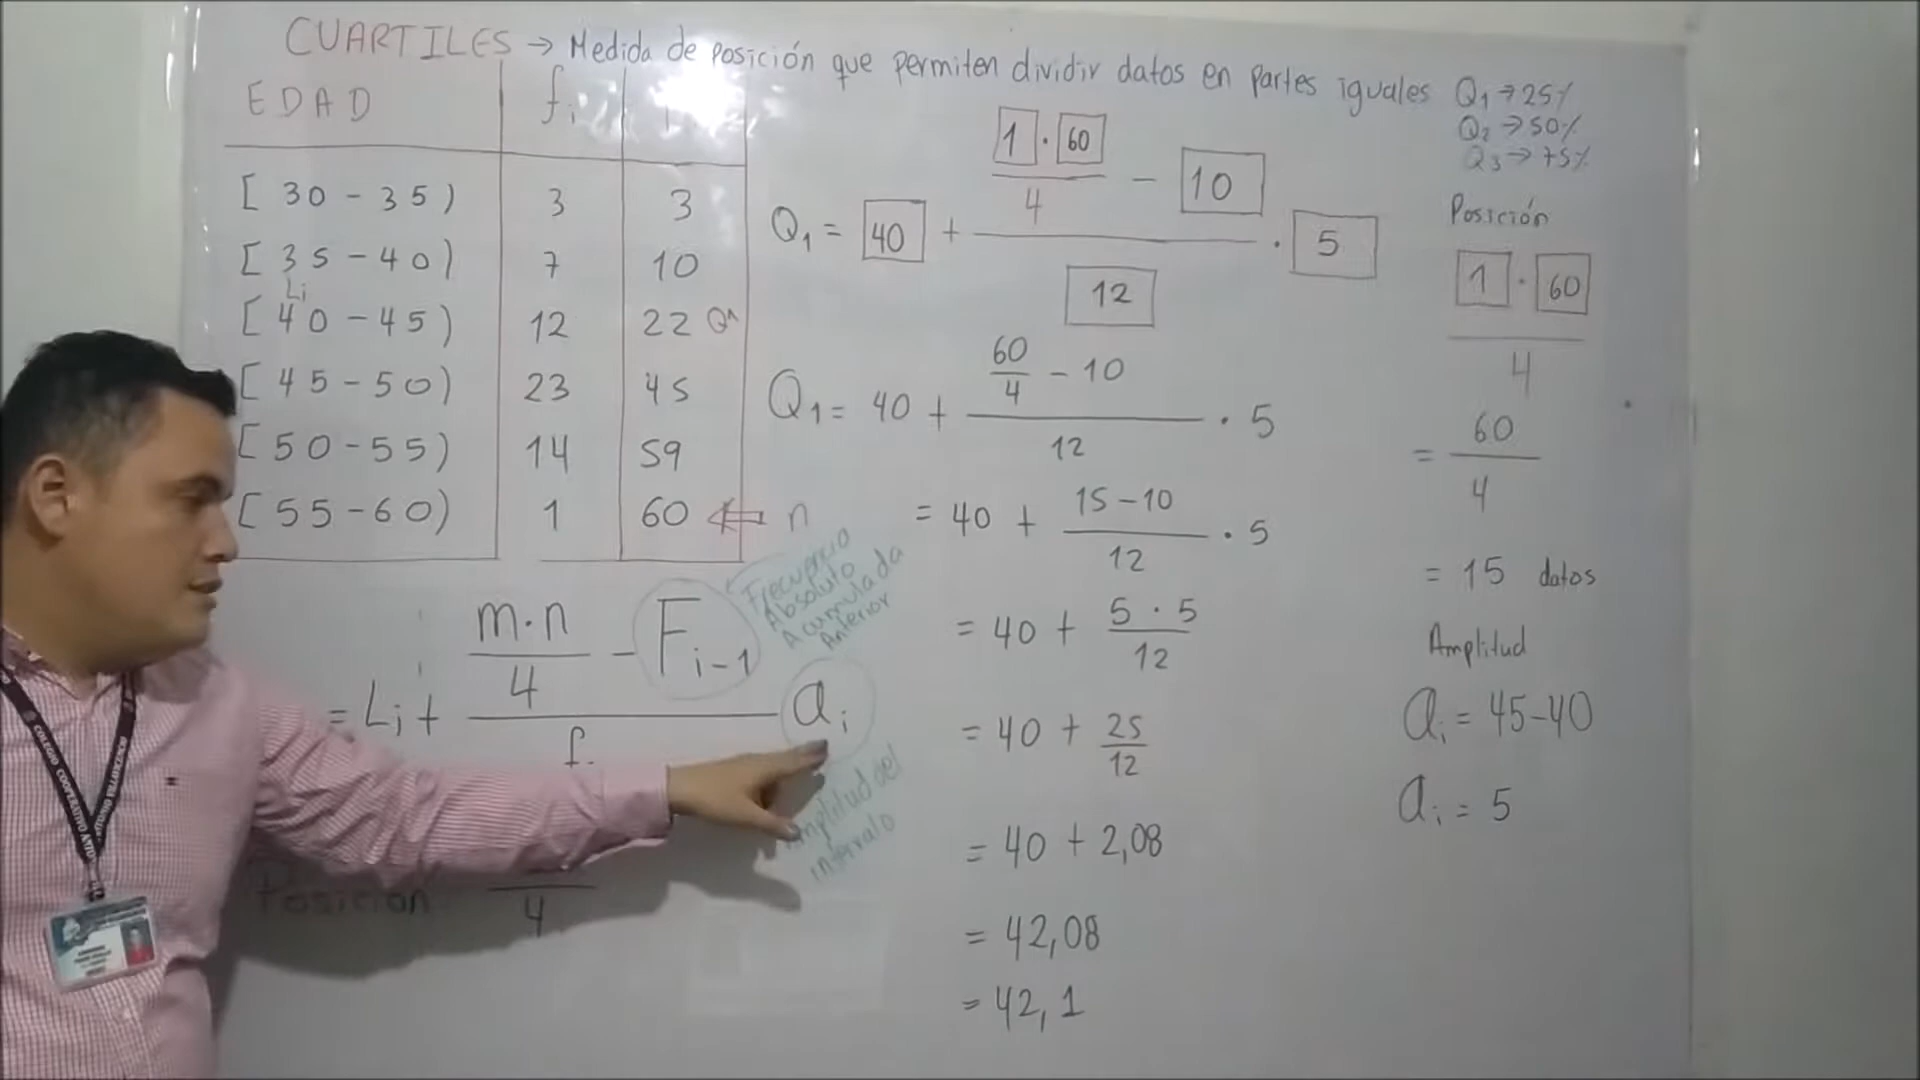 CUARTILES → Medida de posición que permiten dividir datos en partes iguales
Q1 → 25%
Q2 → 50%
Q3 → 75%
EDAD fi
[30-35) 3 3
[35-40) 7 10
Li
[40-45) 12 22 Q1
[45-50) 23 45
[50-55) 14 59
[55-60) 1 60 ⇐ n
Frecuencia
Absoluta
Acumulada
Anterior
m·n
4
- Fi-1
= Li + ai
f
Amplitud del
intervalo
Posición
4
1 · 60
4
- 10
Q1 = 40 + · 5
12
60
4
- 10
Q1 = 40 + · 5
12
15-10
= 40 + · 5
12
5 · 5
= 40 +
12
= 40 + 25
12
= 40 + 2,08
= 42,08
= 42,1
Posición
1 · 60
4
= 60
4
= 15 datos
Amplitud
ai = 45-40
ai = 5
COLEGIO COOPERATIVO